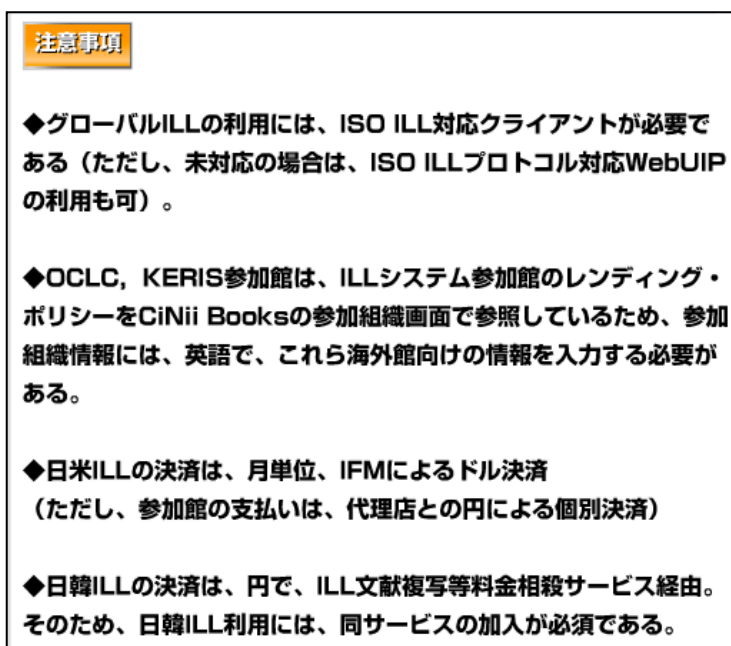 注意事項
◆グローバルILLの利用には、ISO ILL対応クライアントが必要で
ある（ただし、未対応の場合は、ISO ILLプロトコル対応WebUIP
の利用も可）。
◆OCLC，KERIS参加館は、ILLシステム参加館のレンディング・
ポリシーをCiNii Booksの参加組織画面で参照しているため、参加
組織情報には、英語で、これら海外館向けの情報を入力する必要が
ある。
◆日米ILLの決済は、月単位、IFMによるドル決済
（ただし、参加館の支払いは、代理店との円による個別決済）
◆日韓ILLの決済は、円で、ILL文献複写等料金相殺サービス経由。
そのため、日韓ILL利用には、同サービスの加入が必須である。